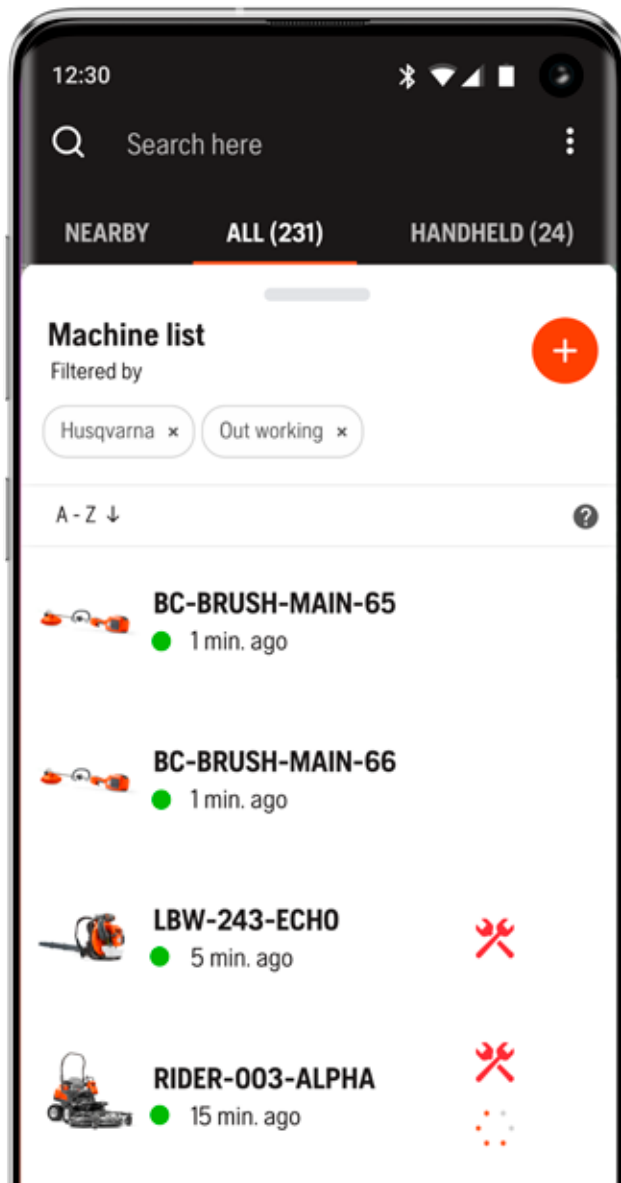 12:30
Search here
NEARBY ALL (231) HANDHELD (24)
Machine list
Filtered by
Husqvarna × Out working ×
A - Z ↓ ?
BC-BRUSH-MAIN-65
1 min. ago
BC-BRUSH-MAIN-66
1 min. ago
LBW-243-ECHO
5 min. ago
RIDER-003-ALPHA
15 min. ago